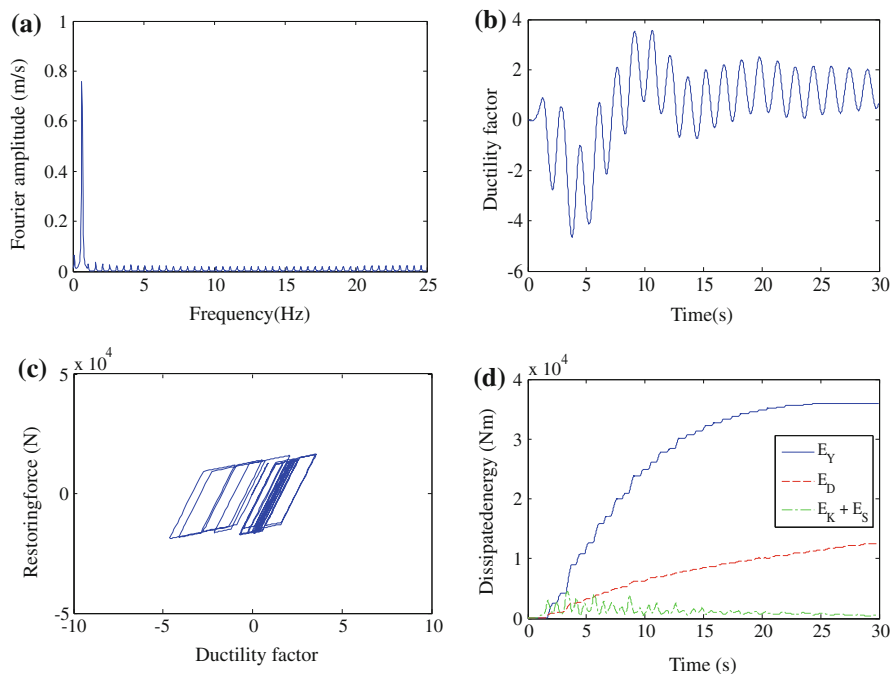 (a)
1
0.8
0.6
0.4
0.2
0
Fourier amplitude (m/s)
0 5 10 15 20 25
Frequency(Hz)
(b)
4
2
0
-2
-4
-6
Ductility factor
0 5 10 15 20 25 30
Time(s)
(c)
x 10^4
5
0
-5
Restoringforce (N)
-10 -5 0 5 10
Ductility factor
(d)
x 10^4
4
3
2
1
0
Dissipatedenergy (Nm)
E_Y
E_D
E_K + E_S
0 5 10 15 20 25 30
Time (s)